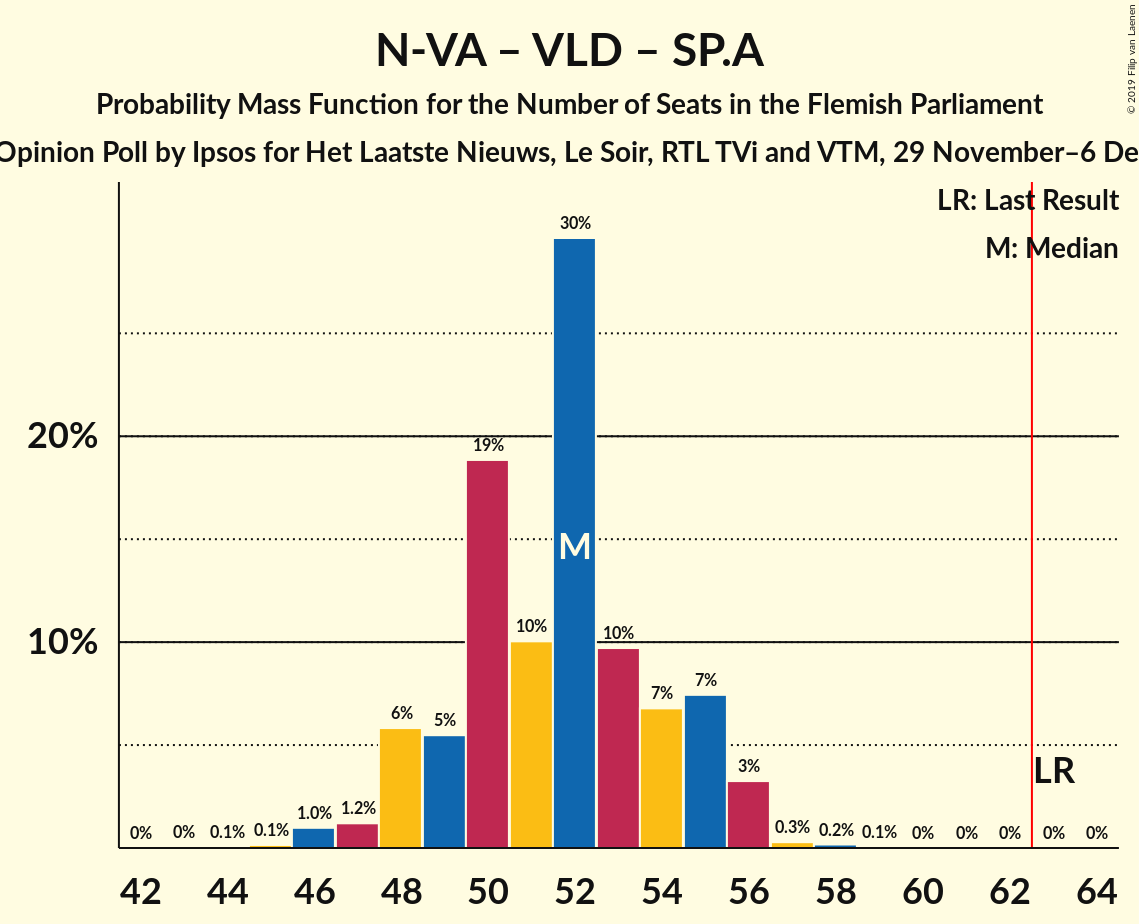 N-VA – VLD – SP.A
Probability Mass Function for the Number of Seats in the Flemish Parliament
Opinion Poll by Ipsos for Het Laatste Nieuws, Le Soir, RTL TVi and VTM, 29 November–6 De
© 2019 Filip van Laenen
LR: Last Result
M: Median
30%
20%
19%
M
10%
10%
10%
7%
7%
6%
5%
3%
LR
0%
0%
0.1%
0.1%
1.0%
1.2%
0.3%
0.2%
0.1%
0%
0%
0%
0%
0%
42 44 46 48 50 52 54 56 58 60 62 64